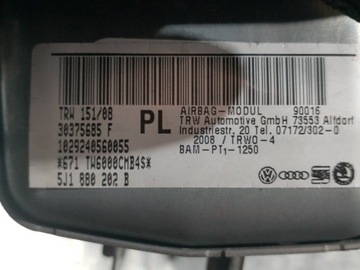 TRW 151/08
30375685 F
1029240560055
*671 TW6000CMB4S*
5J1 880 202 B
PL
AIRBAG-MODUL 90016
TRW Automotive GmbH 73553 Alfdorf
Industriestr. 20 Tel. 07172/302-0
2008 / TRWO-4
BAM-PT1-1250